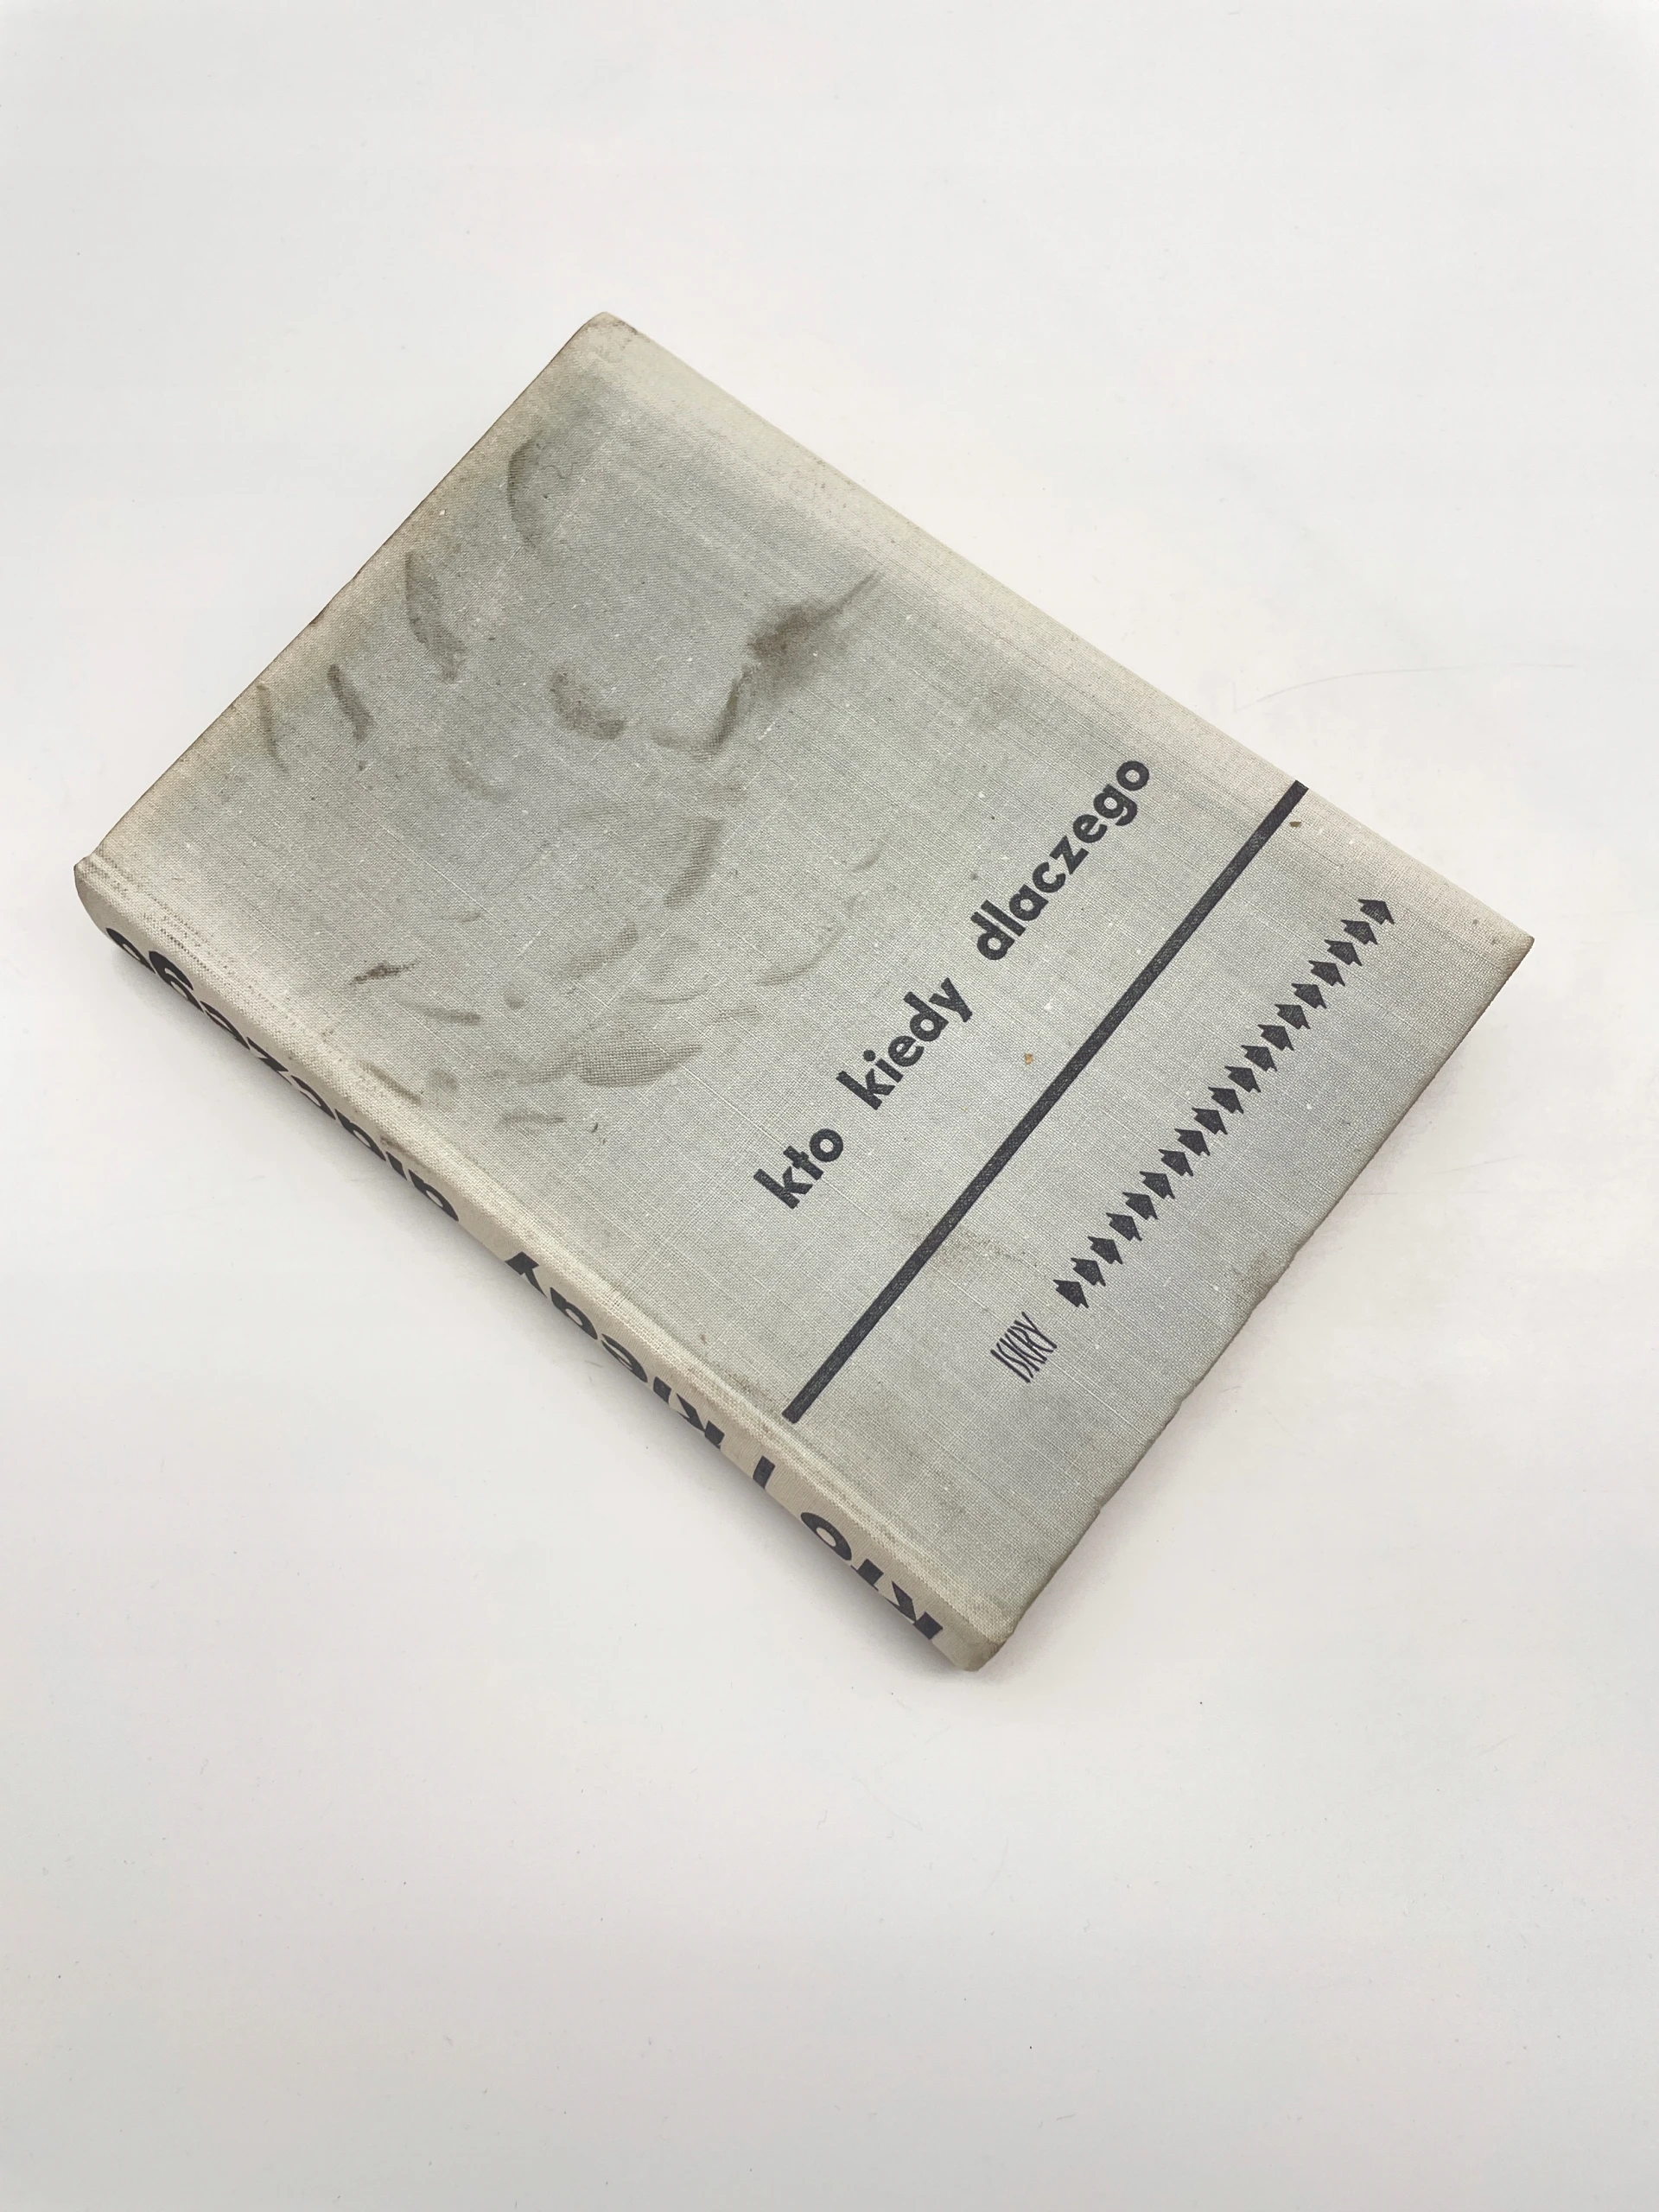 kto kiedy dlaczego
ISKRY
kto i kiedy dlaczego